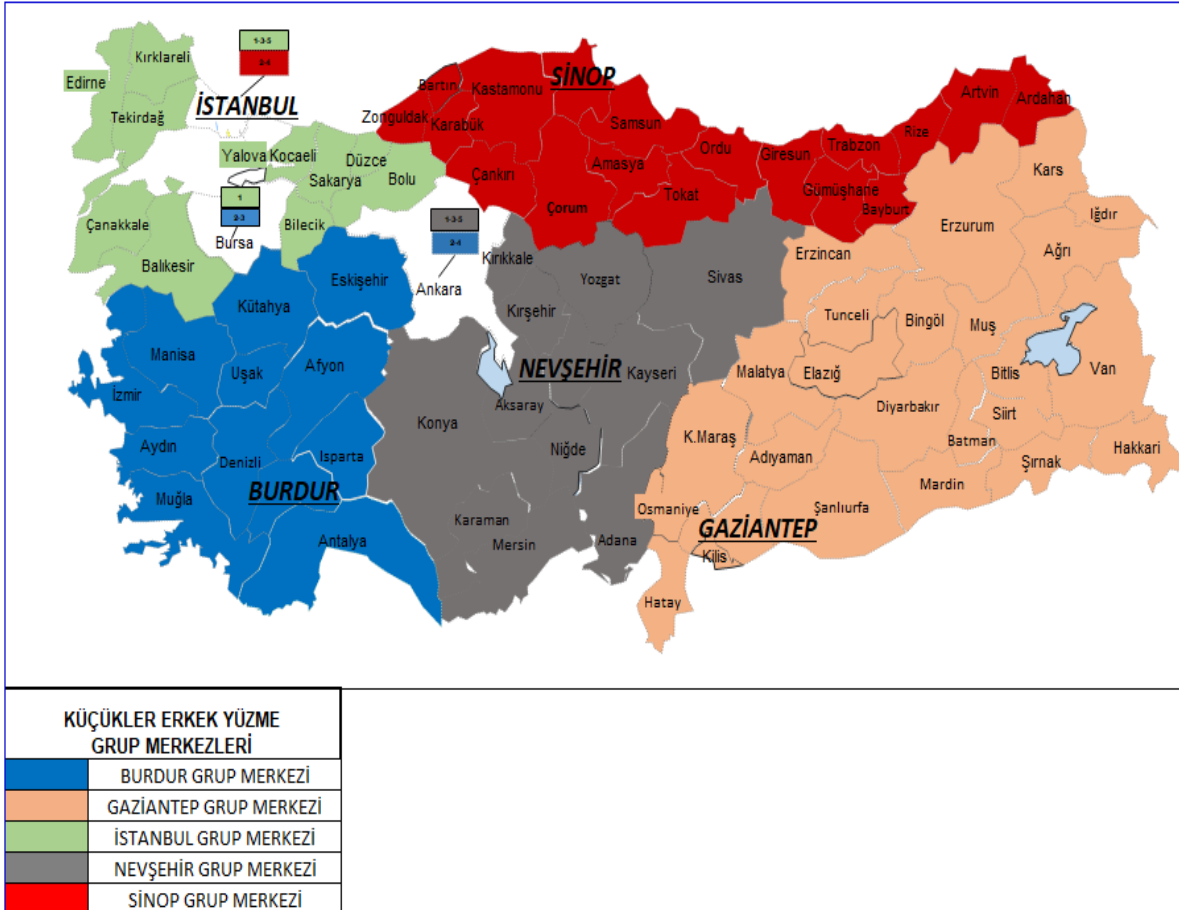 1-3-5
Kırklareli
Edirne
İSTANBUL
Tekirdağ
SİNOP
Bartın
Kastamonu
Zonguldak
Karabük
Samsun
Artvin
Ardahan
Rize
Trabzon
Ordu
Giresun
Amasya
Yalova
Kocaeli
Düzce
Sakarya
Bolu
Çankırı
Tokat
Gümüşhane
Bayburt
Kars
Çorum
1
2-3
1-3-5
2-4
Çanakkale
Bursa
Bilecik
Iğdır
Erzurum
Ağrı
Balıkesir
Eskişehir
Ankara
Kırıkkale
Yozgat
Sivas
Erzincan
Kütahya
Kırşehir
Tunceli
Bingöl
Muş
Manisa
Uşak
Afyon
NEVŞEHİR
Kayseri
Malatya
Elazığ
Bitlis
Van
İzmir
Konya
Aksaray
Diyarbakır
Siirt
Aydın
Denizli
Isparta
Niğde
K.Maraş
Adıyaman
Batman
Şırnak
Hakkari
Muğla
BURDUR
Mardin
Antalya
Karaman
Mersin
Adana
Osmaniye
GAZİANTEP
Şanlıurfa
Kilis
Hatay
KÜÇÜKLER ERKEK YÜZME
GRUP MERKEZLERİ
BURDUR GRUP MERKEZİ
GAZİANTEP GRUP MERKEZİ
İSTANBUL GRUP MERKEZİ
NEVŞEHİR GRUP MERKEZİ
SİNOP GRUP MERKEZİ